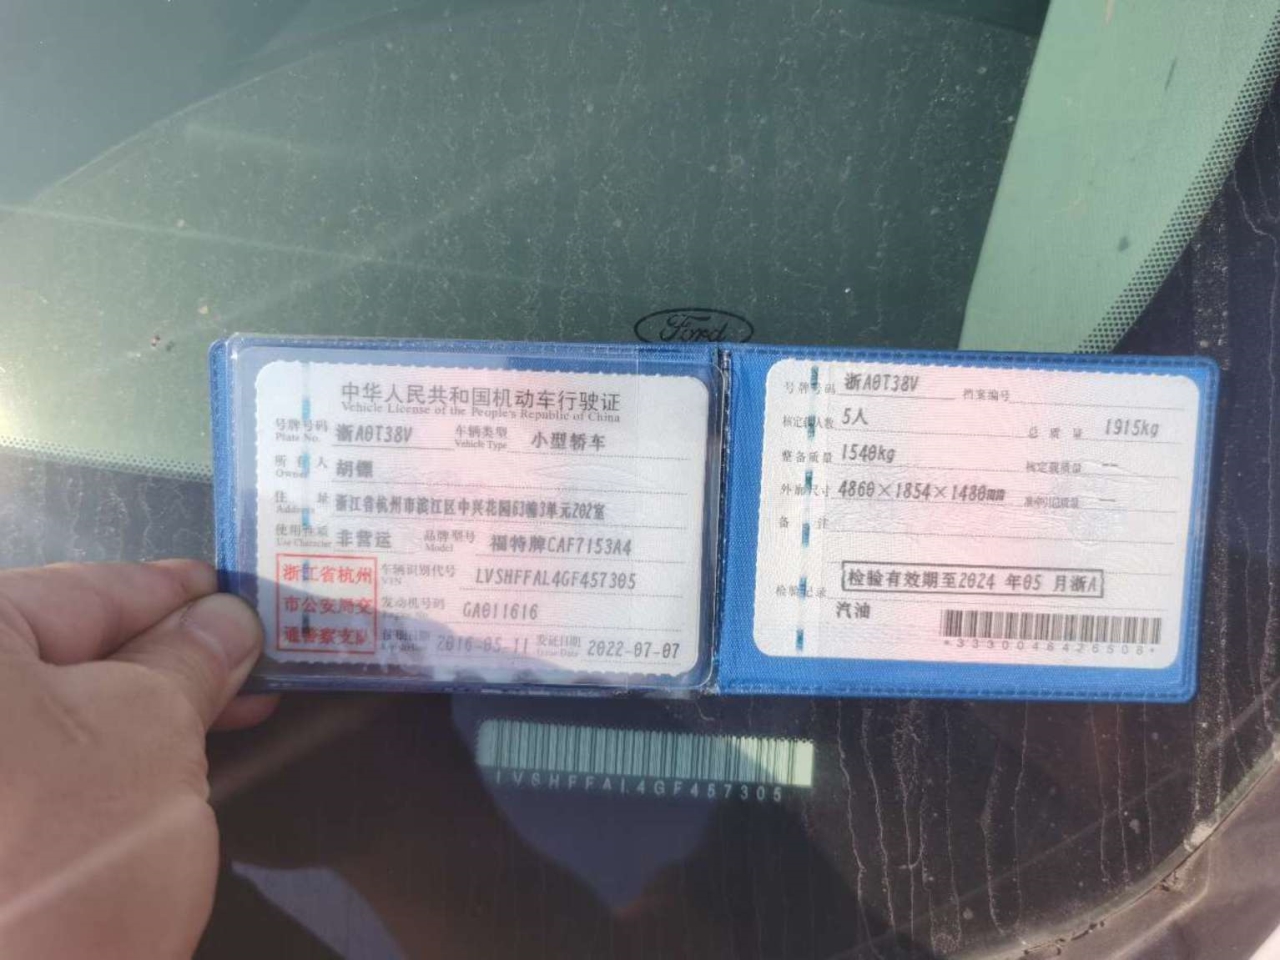 Ford
中华人民共和国机动车行驶证
Vehicle License of the People's Republic of China
号牌号码 浙A0T38V 车辆类型 小型轿车
Plate No. Vehicle Type
所有人 胡镖
Owner
住址 浙江省杭州市滨江区中兴花园63幢3单元202室
Address
使用性质 非营运 品牌型号 福特牌CAF7153A4
Use Character Model
浙江省杭州
市公安局交
通警察支队
车辆识别代号 LVSHFFAL4GF457305
VIN
发动机号码 GA011616
注册日期 2016-05-11 发证日期 2022-07-07
Issue Date
号牌号码 浙A0T38V 档案编号
核定载人数 5人 总质量 1915kg
整备质量 1540kg 核定载质量 --
外廓尺寸 4860×1854×1480mm 准牵引总质量 --
备注
检验有效期至2024 年05 月浙A
检验记录
汽油
*3330048426508*
LVSHFFAL4GF457305